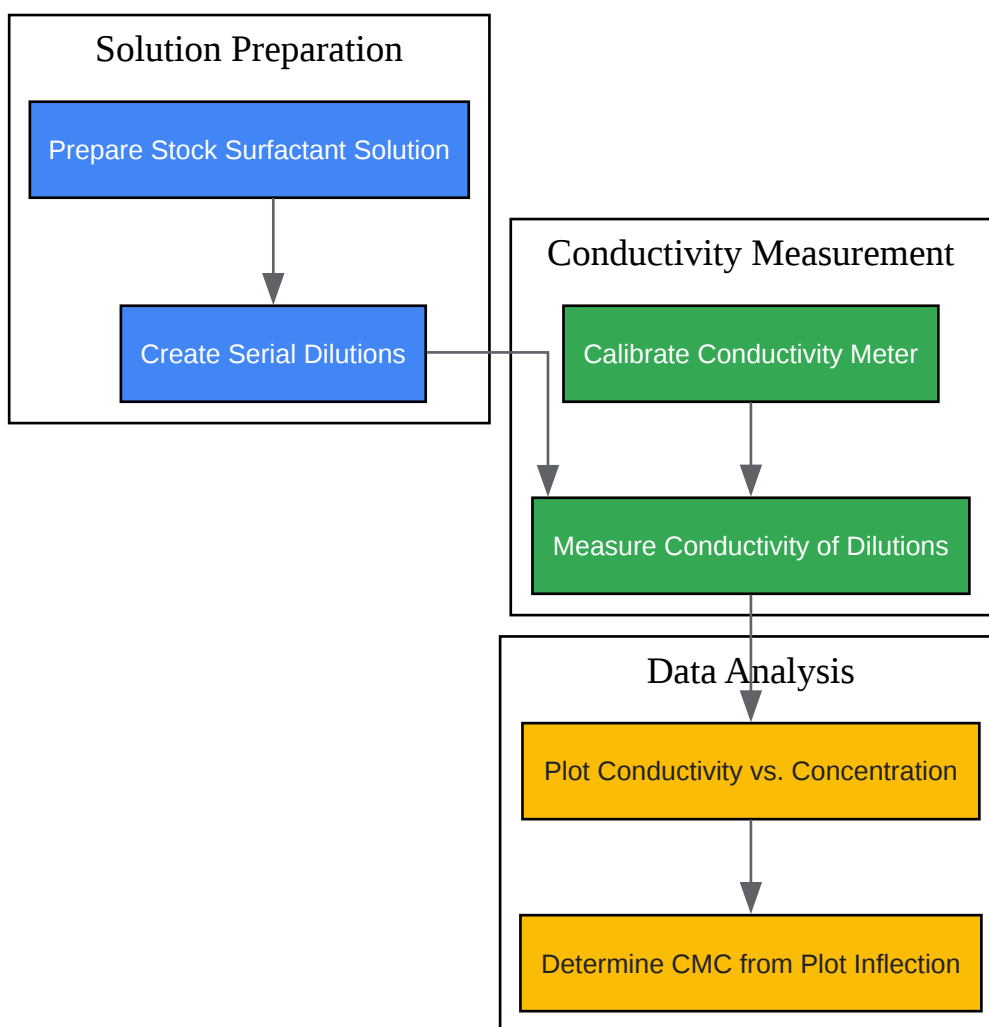 Solution Preparation
Prepare Stock Surfactant Solution
Create Serial Dilutions
Conductivity Measurement
Calibrate Conductivity Meter
Measure Conductivity of Dilutions
Data Analysis
Plot Conductivity vs. Concentration
Determine CMC from Plot Inflection